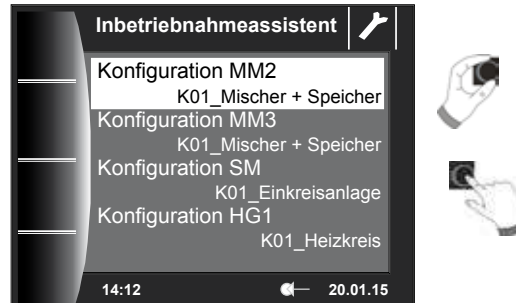 Inbetriebnahmeassistent
Konfiguration MM2
K01_Mischer + Speicher
Konfiguration MM3
K01_Mischer + Speicher
Konfiguration SM
K01_Einkreisanlage
Konfiguration HG1
K01_Heizkreis
14:12 20.01.15